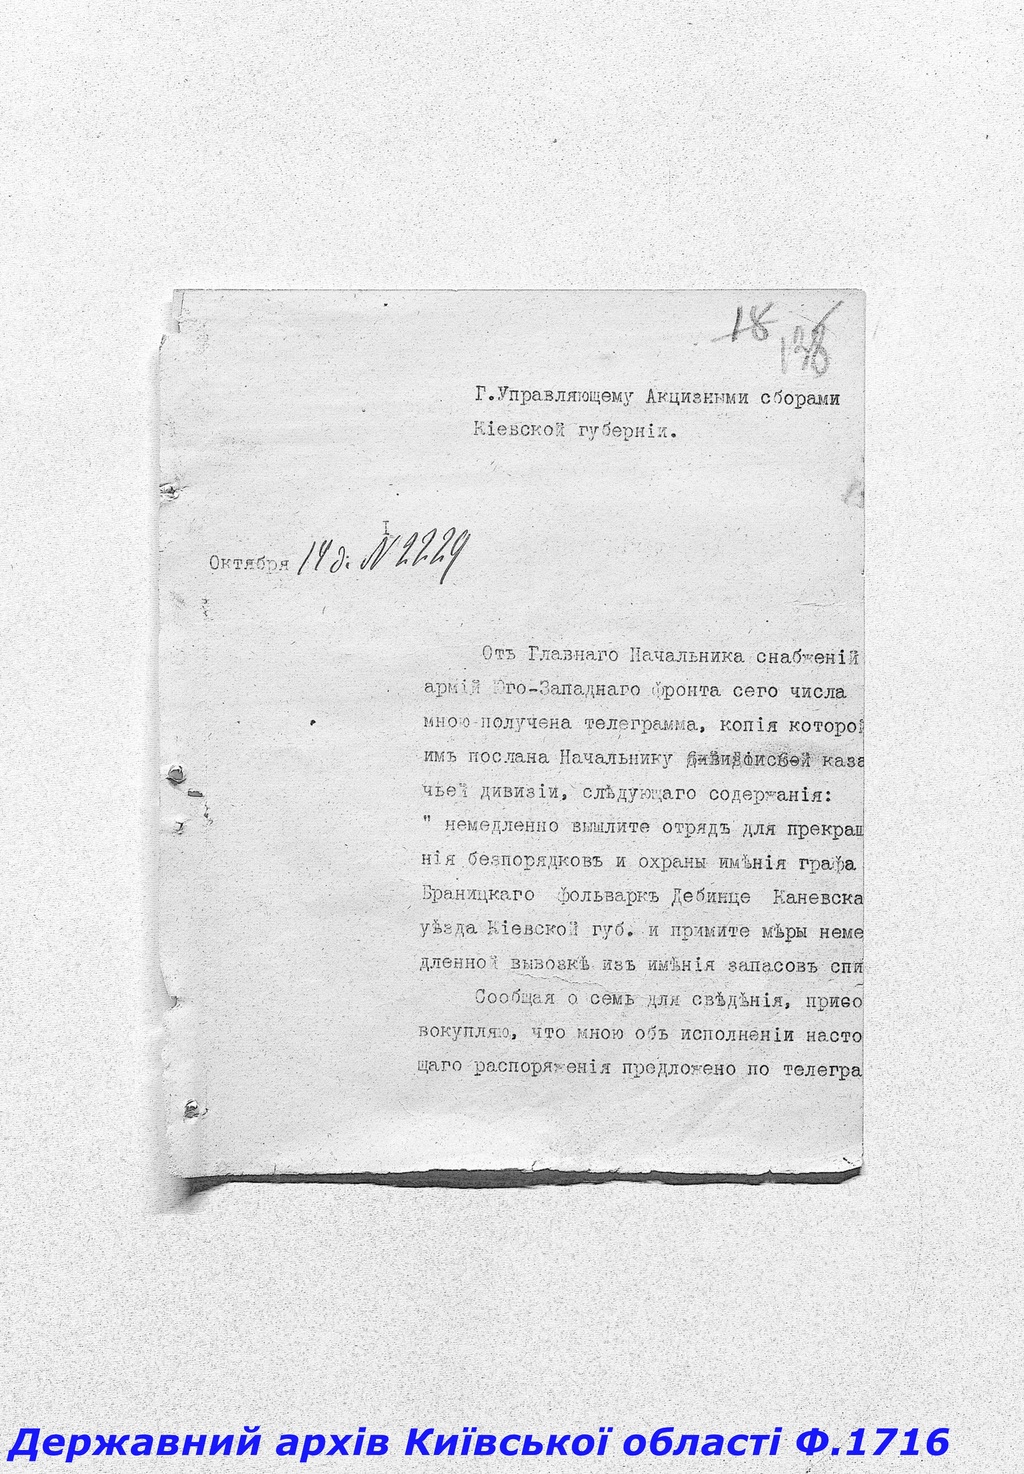 18
Г.Управляющему Акцизными сборами
Кіевской губерніи.
I
Октября 14 д. N 2229
Отъ Главнаго Начальника снабженій
армій Юго-Западнаго фронта сего числа
мною получена телеграмма, копія которой
имъ послана Начальнику каза
чьей дивизіи, слѣдующаго содержанія:
" немедленно вышлите отрядъ для прекращ
нія безпорядковъ и охраны имѣнія графа
Браницкаго фольваркъ Дебинце Каневска
уѣзда Кіевской губ. и примите мѣры неме
дленной вывозкѣ изъ имѣнія запасовъ спи
Сообщая о семь для свѣдѣнія, приво
вокупляю, что мною объ исполненіи насто
щаго распоряженія предложено по телегра
Державний архів Київської області Ф.1716